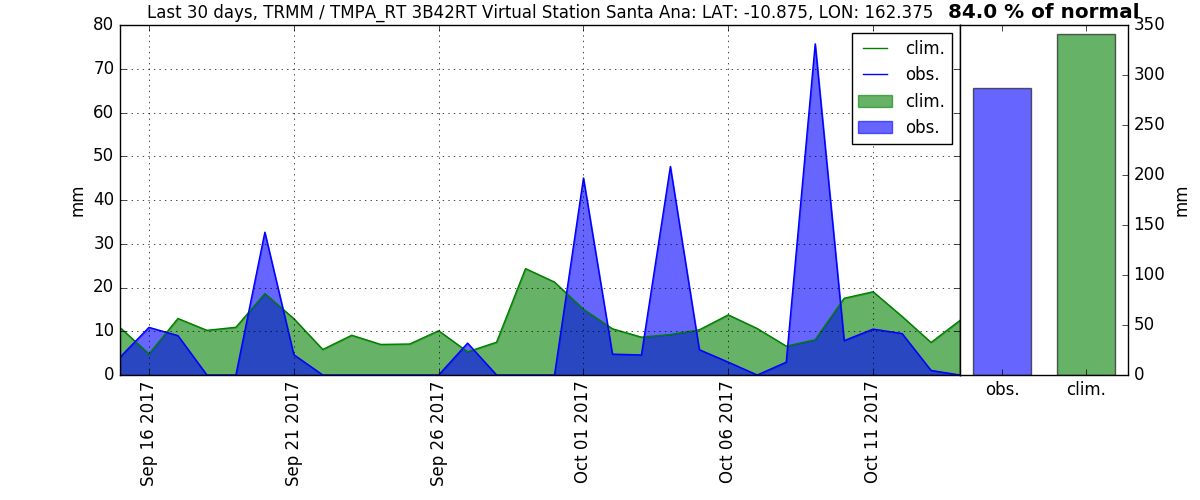 Last 30 days, TRMM / TMPA_RT 3B42RT Virtual Station Santa Ana: LAT: -10.875, LON: 162.375 84.0 % of normal
80
70
60
50
40
30
20
10
0
mm
clim.
obs.
clim.
obs.
Sep 16 2017
Sep 21 2017
Sep 26 2017
Oct 01 2017
Oct 06 2017
Oct 11 2017
350
300
250
200
150
100
50
0
mm
obs. clim.